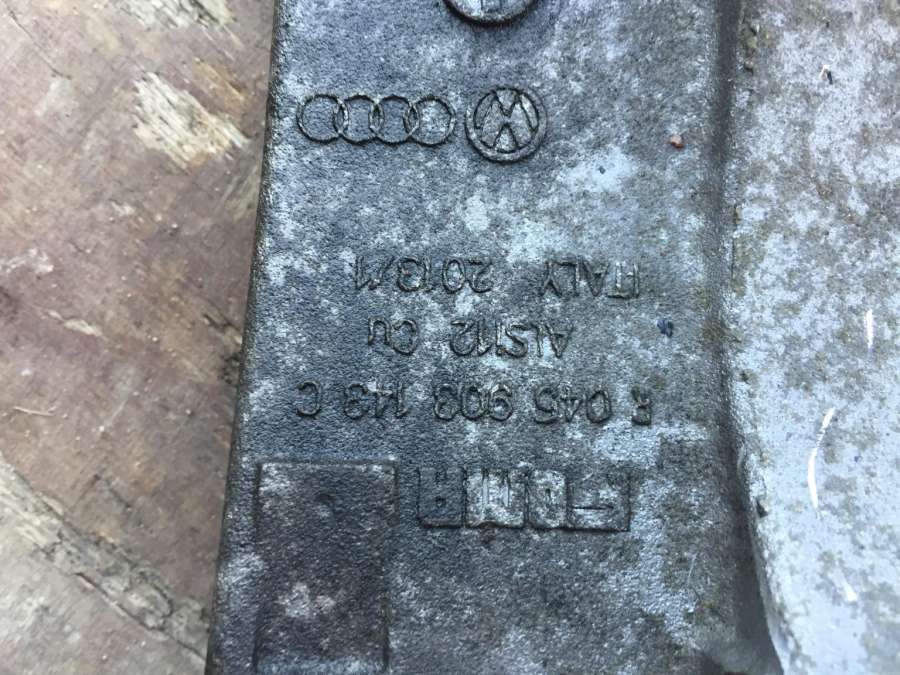 FOMA
R 045 903 143 C
AlSi12 Cu
ITALY 2013/1